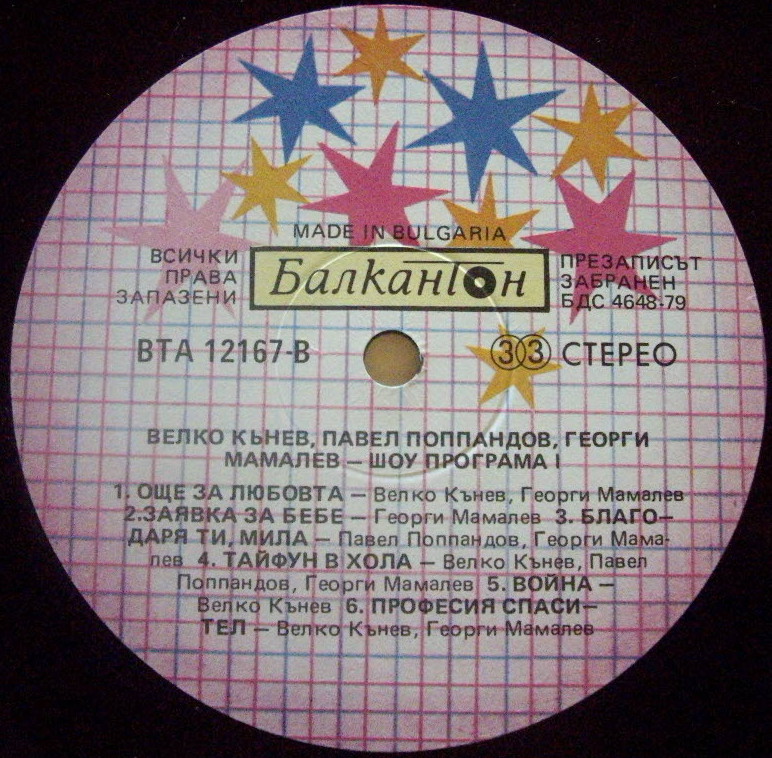 MADE IN BULGARIA
ВСИЧКИ
ПРАВА
ЗАПАЗЕНИ
Балкантон
ПРЕЗАПИСЪТ
ЗАБРАНЕН
БДС 4648-79
ВТА 12167-В
33 СТЕРЕО
ВЕЛКО КЪНЕВ, ПАВЕЛ ПОППАНДОВ, ГЕОРГИ
МАМАЛЕВ – ШОУ ПРОГРАМА I
1. ОЩЕ ЗА ЛЮБОВТА – Велко Кънев, Георги Мамалев
2.ЗАЯВКА ЗА БЕБЕ – Георги Мамалев 3. БЛАГО–
ДАРЯ ТИ, МИЛА – Павел Поппандов, Георги Мама-
лев 4. ТАЙФУН В ХОЛА – Велко Кънев, Павел
Поппандов, Георги Мамалев 5. ВОЙНА –
Велко Кънев 6. ПРОФЕСИЯ СПАСИ–
ТЕЛ – Велко Кънев, Георги Мамалев